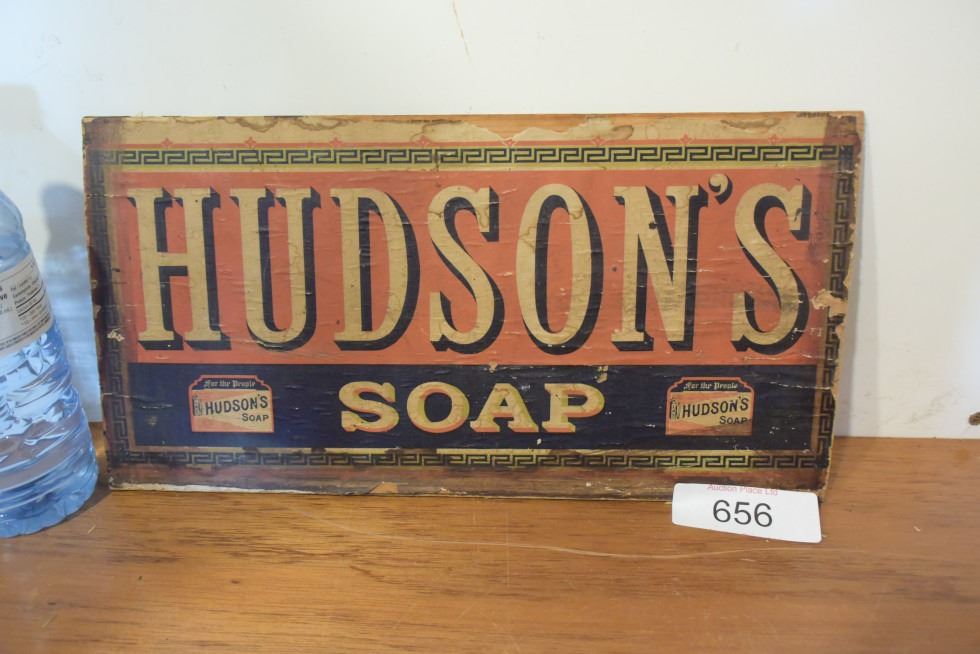 HUDSON'S
SOAP
For the People
HUDSON'S
SOAP
For the People
HUDSON'S
SOAP
Auction Place Ltd
656